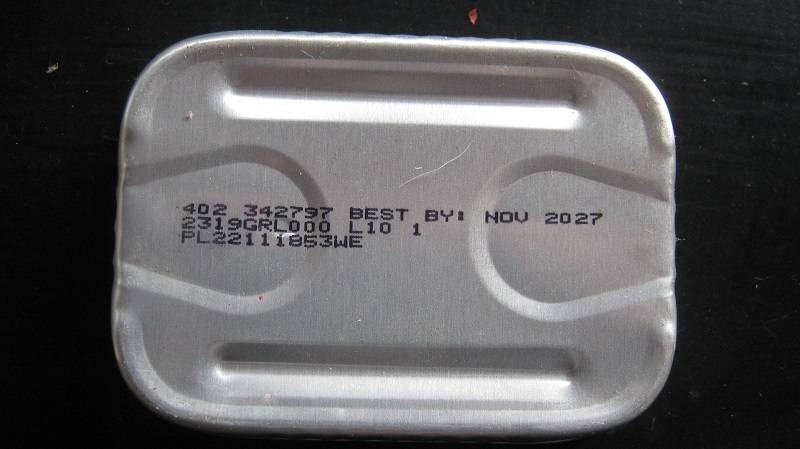 402 342797 BEST BY: NOV 2027
2319GRL000 L10 1
PL22111853WE